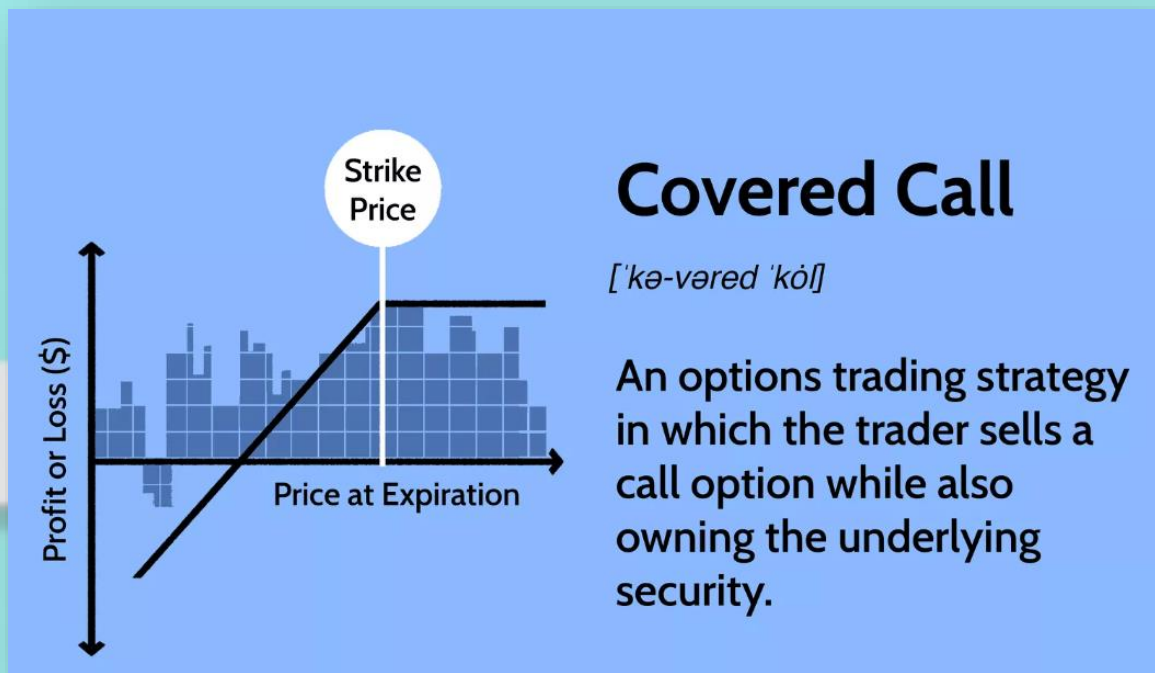 Strike
Price
Covered Call
[ˈkə-vəred ˈkȯl]
Profit or Loss ($)
Price at Expiration
An options trading strategy
in which the trader sells a
call option while also
owning the underlying
security.